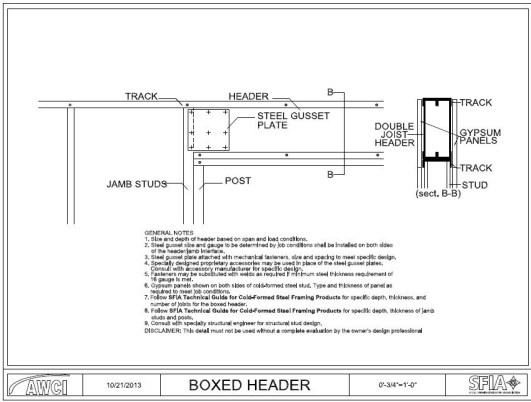 TRACK
HEADER
B
STEEL GUSSET
PLATE
B
JAMB STUDS
POST
DOUBLE
JOIST
HEADER
TRACK
GYPSUM
PANELS
TRACK
STUD
(sect. B-B)
GENERAL NOTES
1. Size and depth of header based on span and load conditions.
2. Steel gusset size and gauge to be determined by job conditions shall be installed on both sides
of the header/jamb interface.
3. Steel gusset plate attached with mechanical fasteners, size and spacing to meet specific design.
4. Specially designed proprietary accessories may be used in place of the steel gusset plates,
Consult with accessory manufacturer for specific design.
5. Fasteners may be substituted with welds as required if minimum steel thickness requirement of
16 gauge is met.
6. Gypsum panels shown on both sides of cold-formed steel stud. Type and thickness of panel as
required to meet job conditions.
7. Follow SFIA Technical Guide for Cold-Formed Steel Framing Products for specific depth, thickness, and
number of joists for the boxed header.
8. Follow SFIA Technical Guide for Cold-Formed Steel Framing Products for specific depth, thickness of jamb
studs and posts.
9. Consult with specialty structural engineer for structural stud design.
DISCLAIMER: This detail must not be used without a complete evaluation by the owner's design professional
AWCI
10/21/2013
BOXED HEADER
0'-3/4"=1'-0"
SFIA